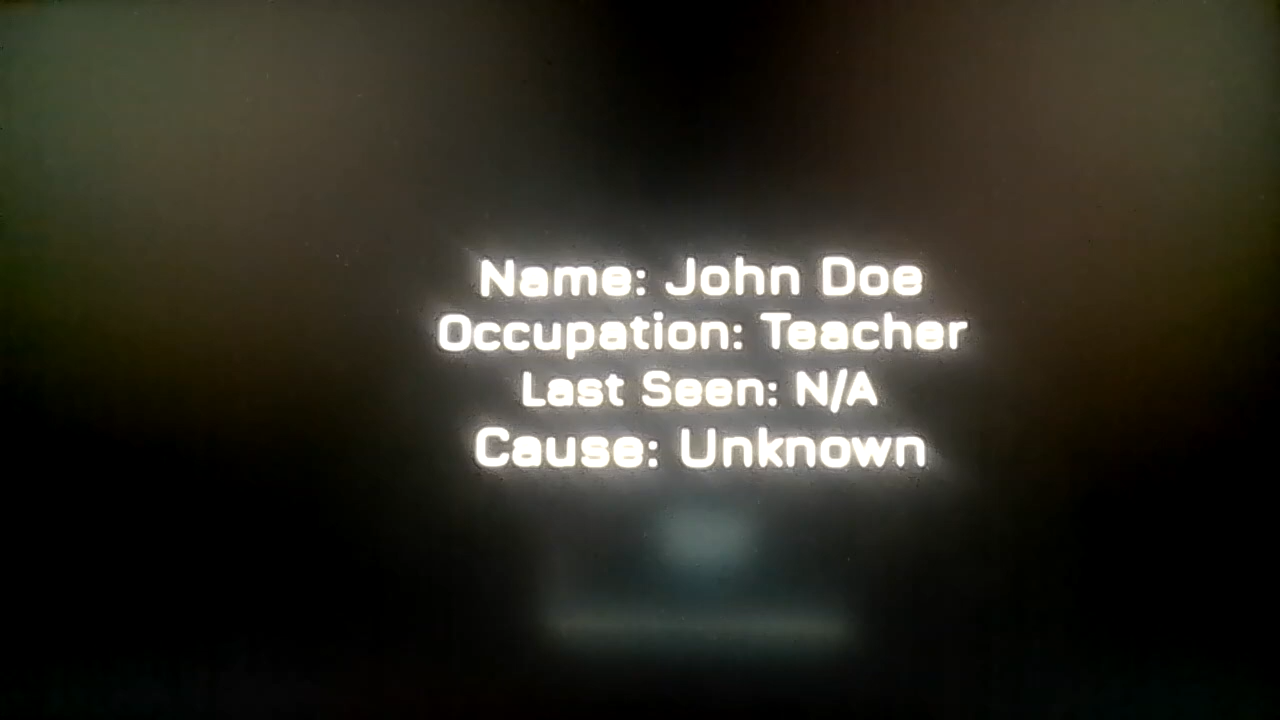 Name: John Doe
Occupation: Teacher
Last Seen: N/A
Cause: Unknown